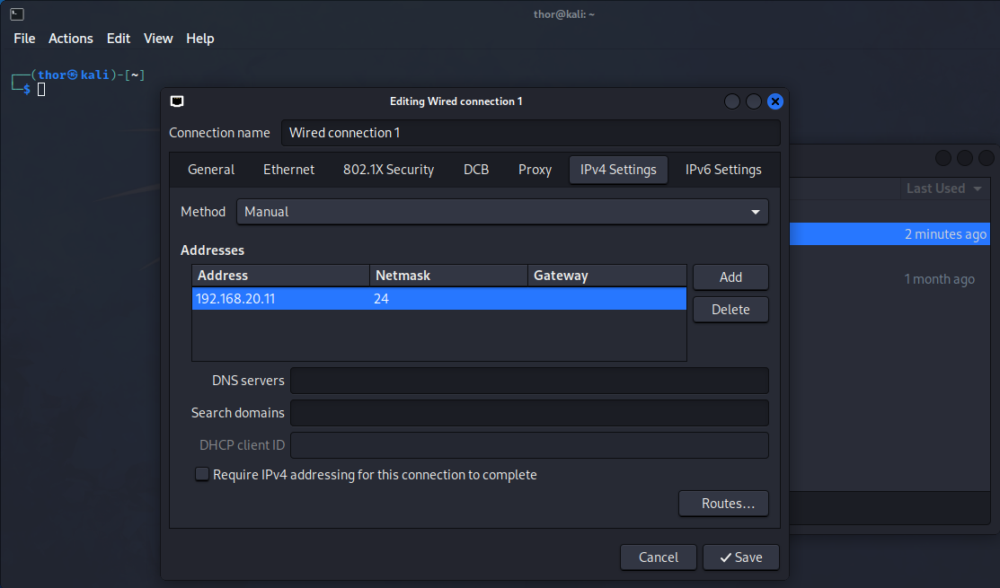 thor@kali: ~
File Actions Edit View Help
┌──(thor㉿kali)-[~]
└─$
Editing Wired connection 1
Connection name Wired connection 1
General Ethernet 802.1X Security DCB Proxy IPv4 Settings IPv6 Settings
Last Used
Method Manual
2 minutes ago
Addresses
Address Netmask Gateway Add
1 month ago
192.168.20.11 24
Delete
DNS servers
Search domains
DHCP client ID
Require IPv4 addressing for this connection to complete
Routes…
Cancel Save